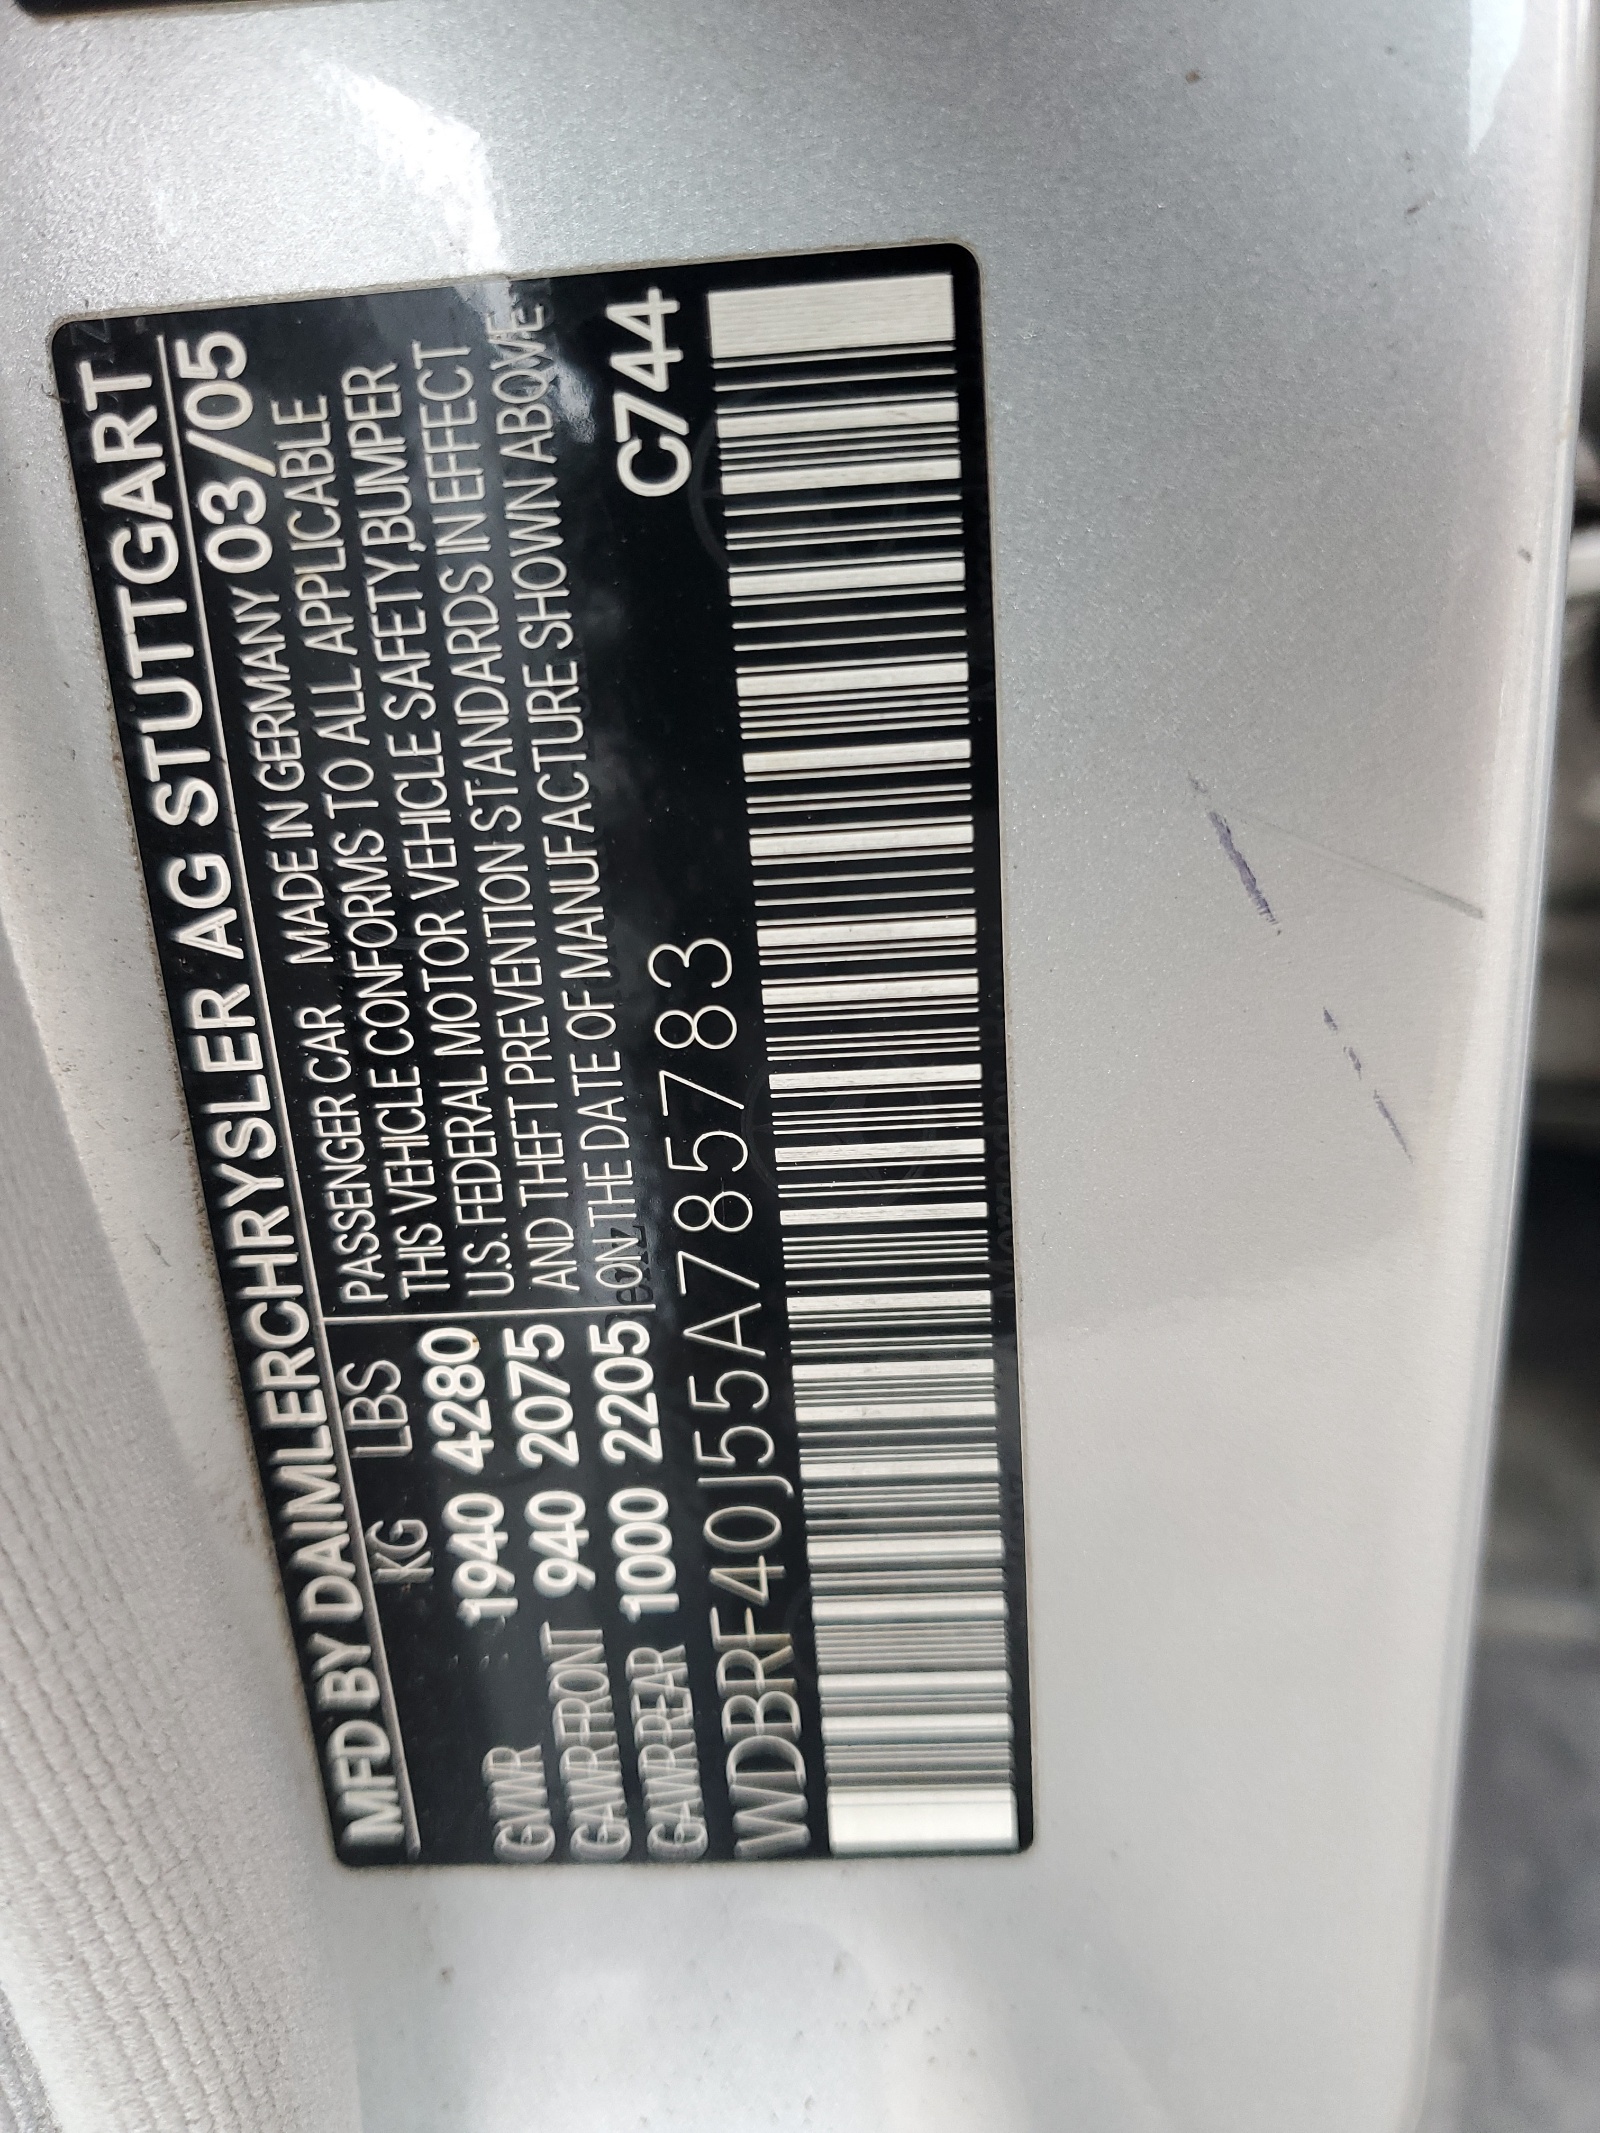 MFD BY DAIMLERCHRYSLER AG STUTTGART
KG LBS PASSENGER CAR MADE IN GERMANY 03/05
THIS VEHICLE CONFORMS TO ALL APPLICABLE
GVWR 1940 4280 U.S. FEDERAL MOTOR VEHICLE SAFETY,BUMPER
GAWR-FRONT 940 2075 AND THEFT PREVENTION STANDARDS IN EFFECT
GAWR-REAR 1000 2205 ON THE DATE OF MANUFACTURE SHOWN ABOVE
WDBRF40J55A785783 C744